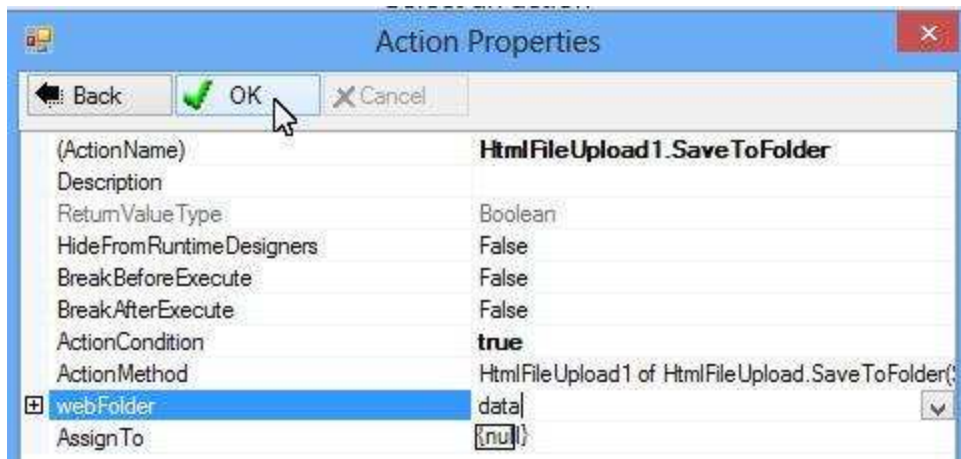 Action Properties
Back OK Cancel
(ActionName) HtmlFileUpload1.SaveToFolder
Description
ReturnValueType Boolean
HideFromRuntimeDesigners False
BreakBeforeExecute False
BreakAfterExecute False
ActionCondition true
ActionMethod HtmlFileUpload1 of HtmlFileUpload.SaveToFolder(
webFolder data
AssignTo {null}